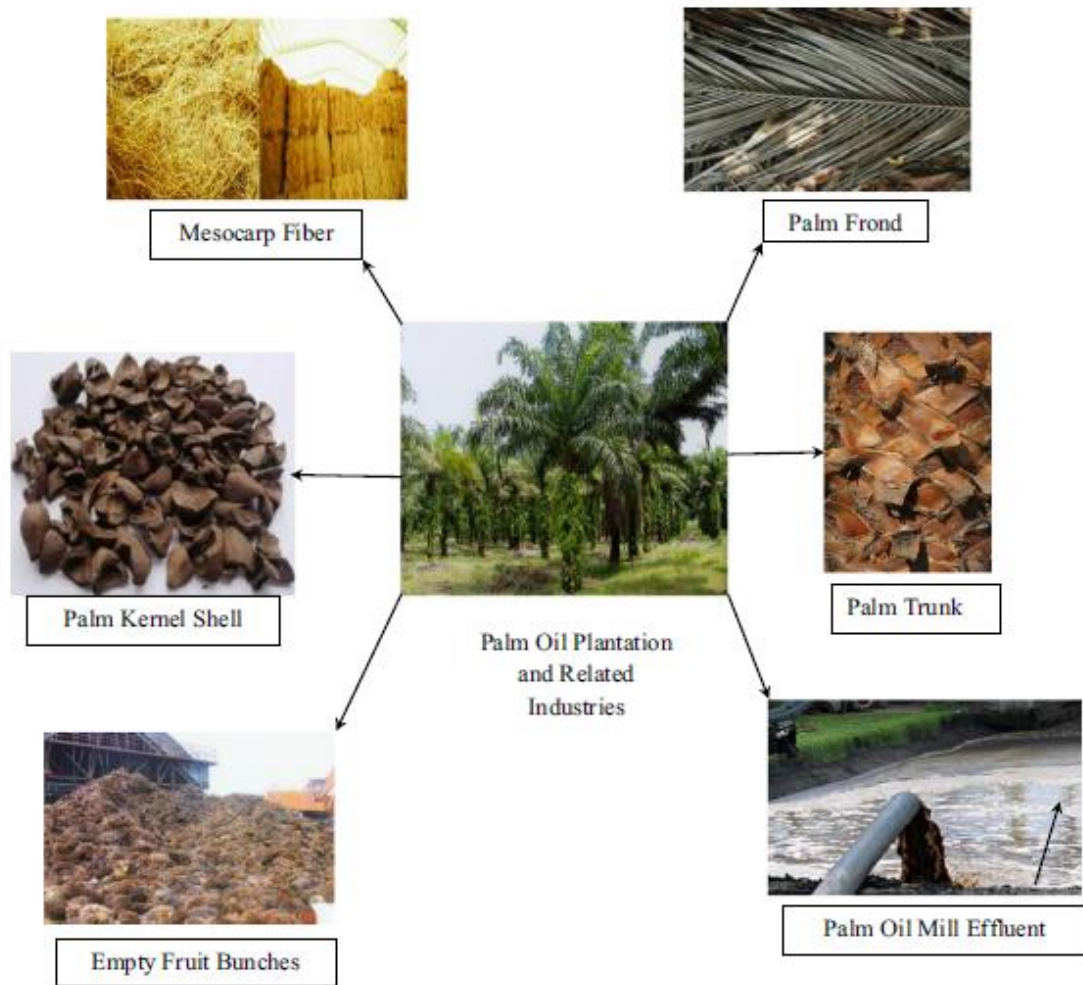 Mesocarp Fiber
Palm Frond
Palm Kernel Shell
Palm Trunk
Palm Oil Plantation
and Related
Industries
Empty Fruit Bunches
Palm Oil Mill Effluent